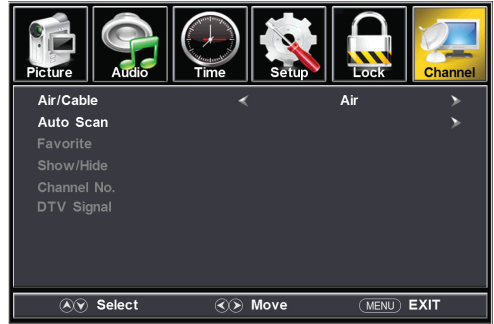 Picture Audio Time Setup Lock Channel
Air/Cable Air
Auto Scan
Favorite
Show/Hide
Channel No.
DTV Signal
Select Move MENU EXIT